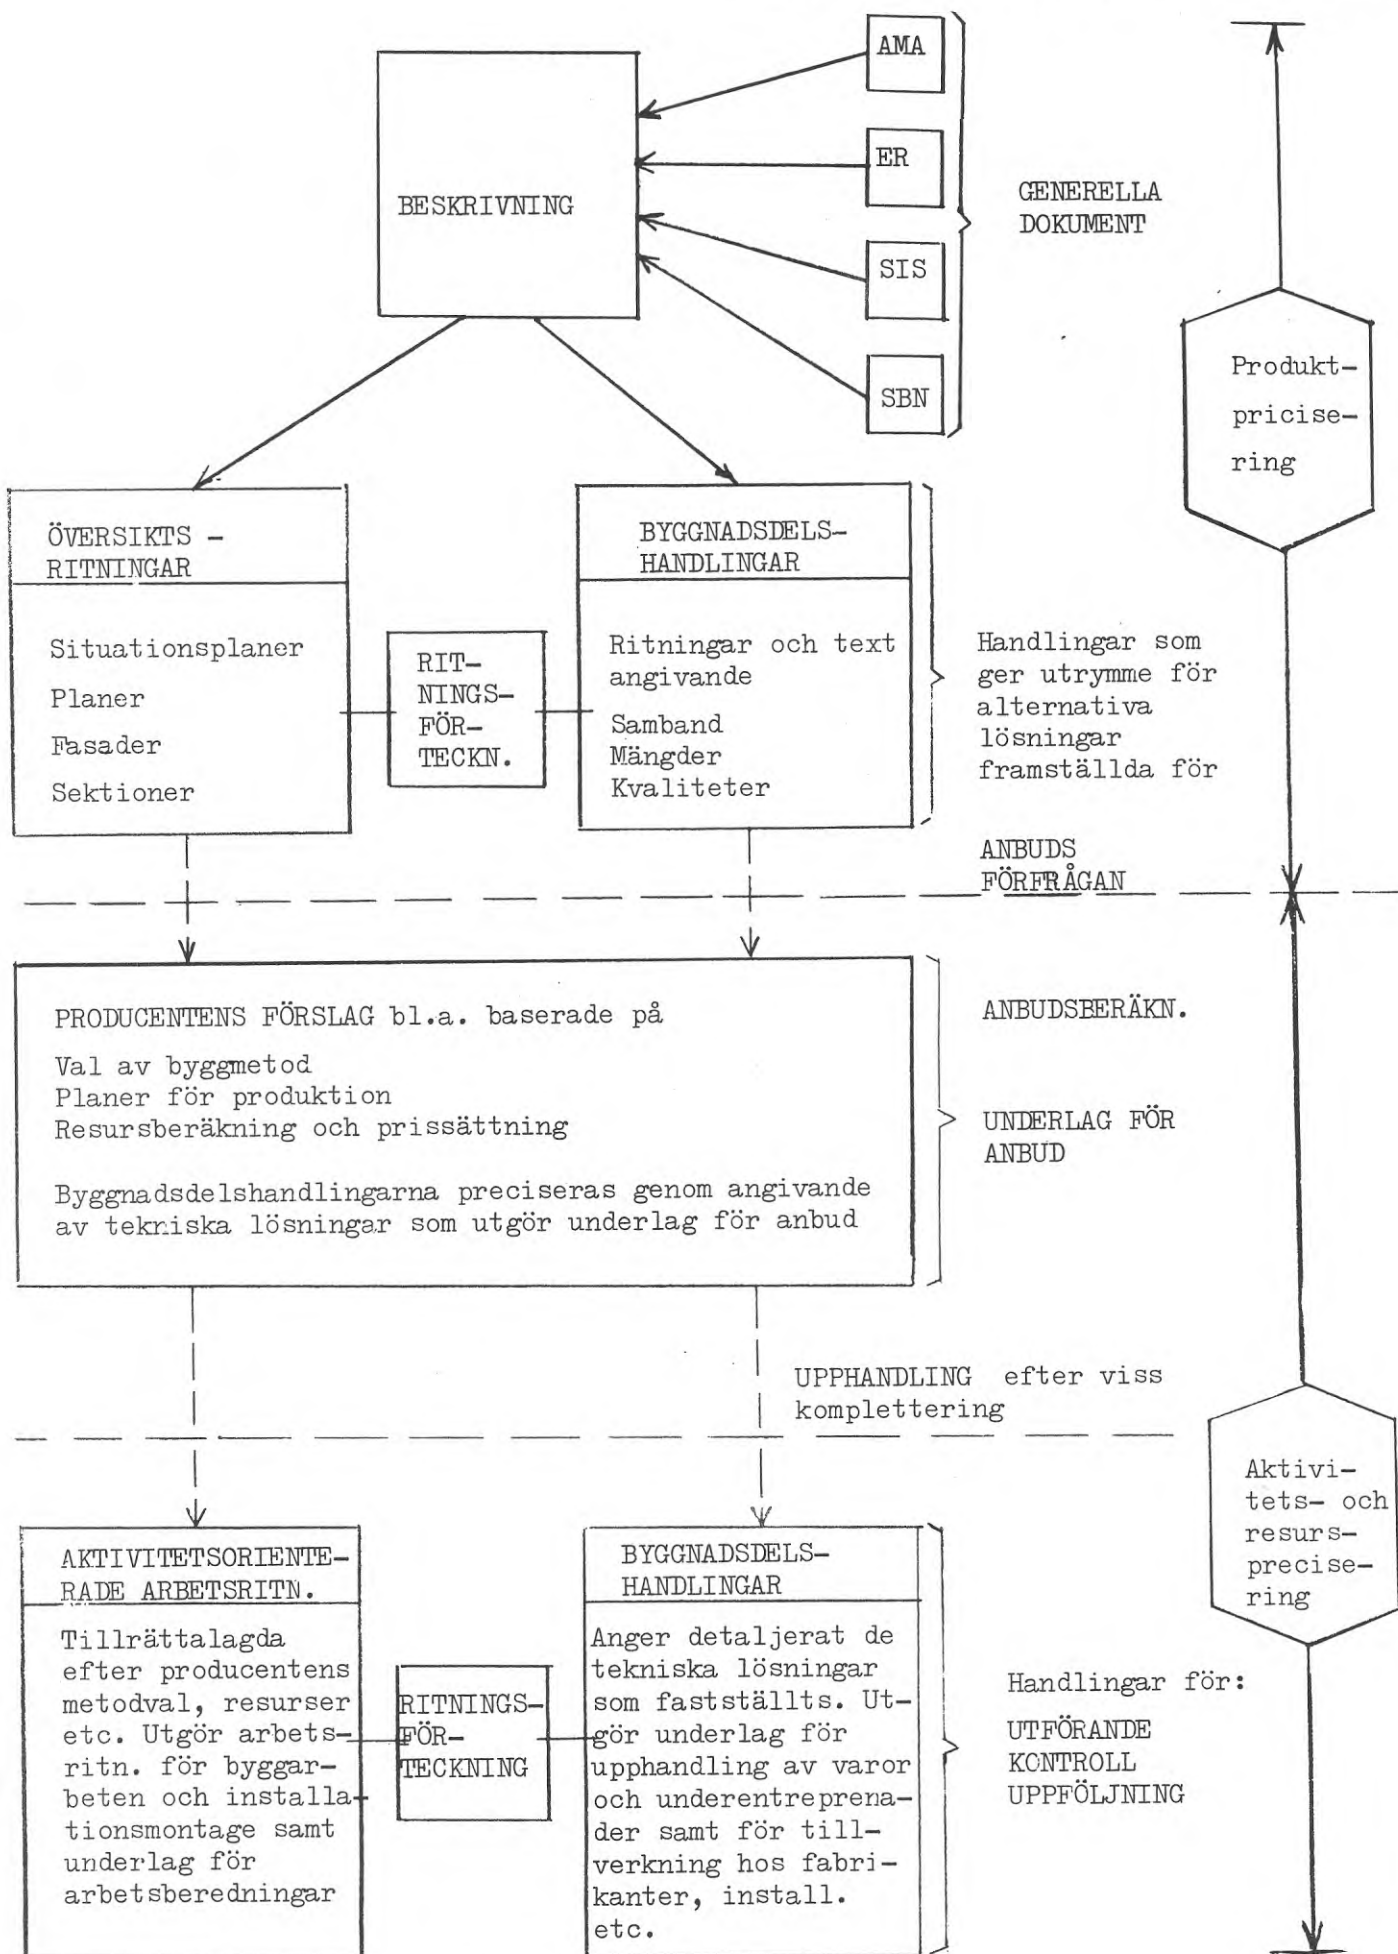 AMA
ER
SIS
SBN
GENERELLA
DOKUMENT
BESKRIVNING
Produkt-
pricise-
ring
ÖVERSIKTS -
RITNINGAR
Situationsplaner
Planer
Fasader
Sektioner
RIT-
NINGS-
FÖR-
TECKN.
BYGGNADSDELS-
HANDLINGAR
Ritningar och text
angivande
Samband
Mängder
Kvaliteter
Handlingar som
ger utrymme för
alternativa
lösningar
framställda för
ANBUDS
FÖRFRÅGAN
PRODUCENTENS FÖRSLAG bl.a. baserade på
Val av byggmetod
Planer för produktion
Resursberäkning och prissättning
Byggnadsdelshandlingarna preciseras genom angivande
av tekniska lösningar som utgör underlag för anbud
ANBUDSBERÄKN.
UNDERLAG FÖR
ANBUD
UPPHANDLING efter viss
komplettering
Aktivi-
tets- och
resurs-
precise-
ring
AKTIVITETSORIENTE-
RADE ARBETSRITN.
Tillrättalagda
efter producentens
metodval, resurser
etc. Utgör arbets-
ritn. för byggar-
beten och installa-
tionsmontage samt
underlag för
arbetsberedningar
RITNINGS-
FÖR-
TECKNING
BYGGNADSDELS-
HANDLINGAR
Anger detaljerat de
tekniska lösningar
som fastställts. Ut-
gör underlag för
upphandling av varor
och underentreprena-
der samt för till-
verkning hos fabri-
kanter, install.
etc.
Handlingar för:
UTFÖRANDE
KONTROLL
UPPFÖLJNING